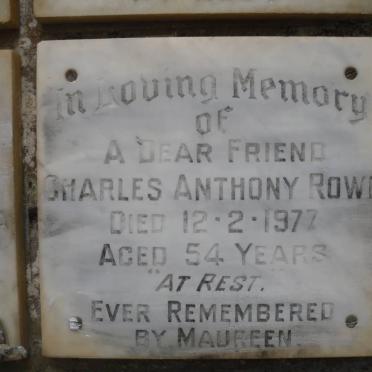 In Loving Memory
of
A DEAR FRIEND
CHARLES ANTHONY ROWE
DIED 12·2·1977
AGED 54 YEARS
"AT REST.
EVER REMEMBERED
BY MAUREEN.